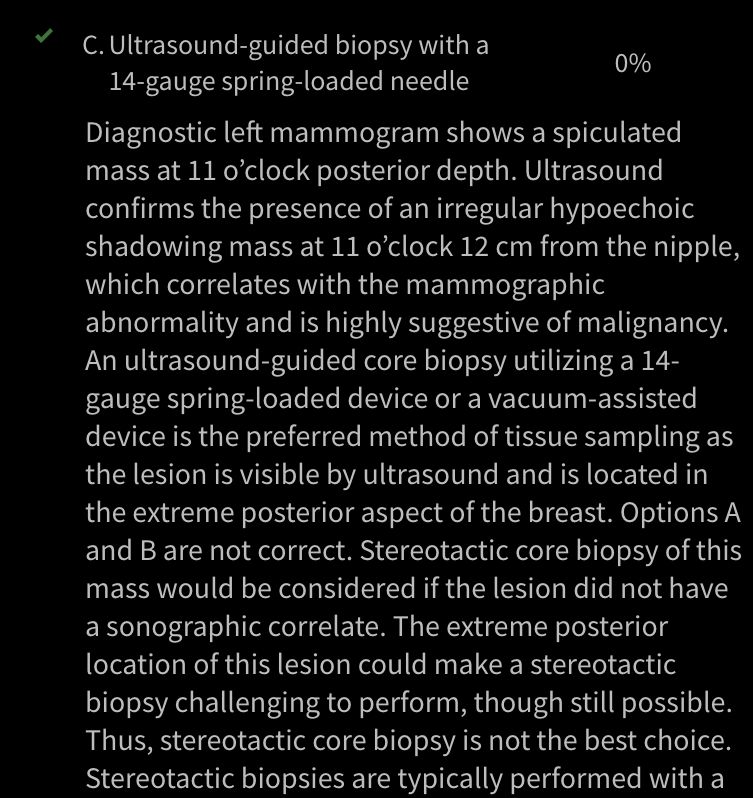 C. Ultrasound-guided biopsy with a
14-gauge spring-loaded needle
0%
Diagnostic left mammogram shows a spiculated
mass at 11 o’clock posterior depth. Ultrasound
confirms the presence of an irregular hypoechoic
shadowing mass at 11 o’clock 12 cm from the nipple,
which correlates with the mammographic
abnormality and is highly suggestive of malignancy.
An ultrasound-guided core biopsy utilizing a 14-
gauge spring-loaded device or a vacuum-assisted
device is the preferred method of tissue sampling as
the lesion is visible by ultrasound and is located in
the extreme posterior aspect of the breast. Options A
and B are not correct. Stereotactic core biopsy of this
mass would be considered if the lesion did not have
a sonographic correlate. The extreme posterior
location of this lesion could make a stereotactic
biopsy challenging to perform, though still possible.
Thus, stereotactic core biopsy is not the best choice.
Stereotactic biopsies are typically performed with a